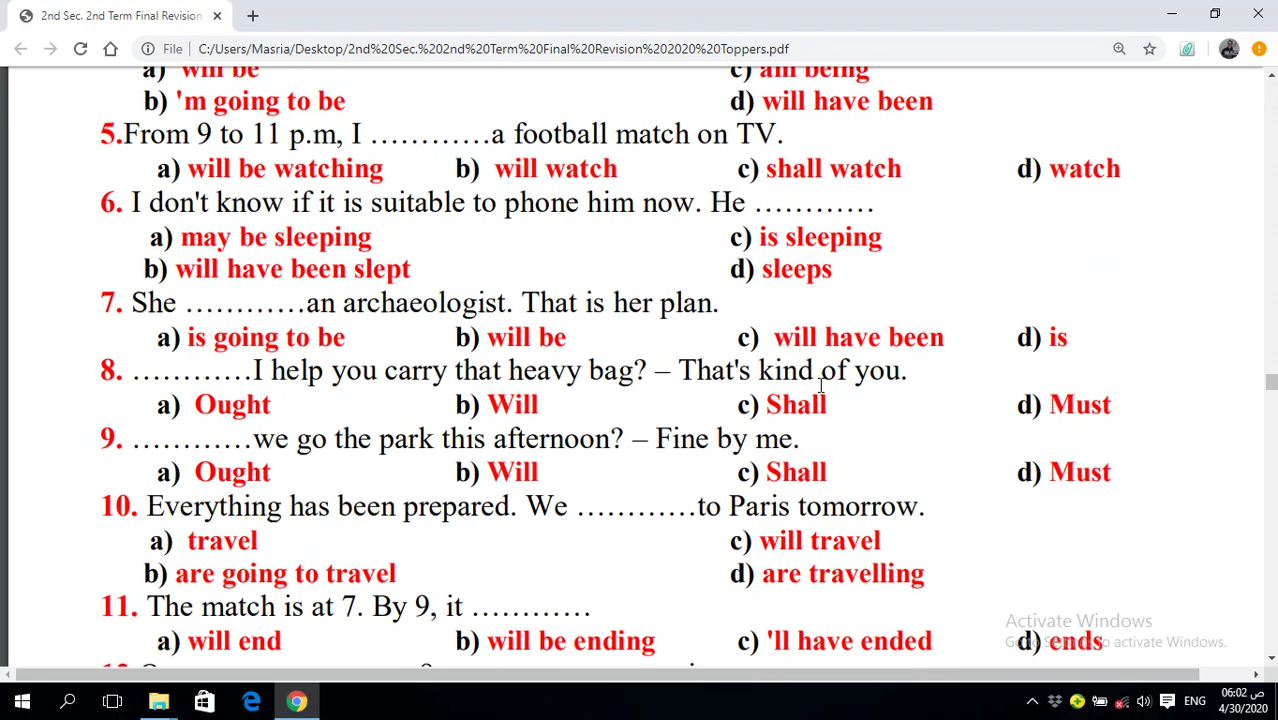 2nd Sec. 2nd Term Final Revision
File C:/Users/Masria/Desktop/2nd%20Sec.%202nd%20Term%20Final%20Revision%202020%20Toppers.pdf
a) will be c) am being
b) 'm going to be d) will have been
5.From 9 to 11 p.m, I …………a football match on TV.
a) will be watching b) will watch c) shall watch d) watch
6. I don't know if it is suitable to phone him now. He …………
a) may be sleeping c) is sleeping
b) will have been slept d) sleeps
7. She …………an archaeologist. That is her plan.
a) is going to be b) will be c) will have been d) is
8. …………I help you carry that heavy bag? – That's kind of you.
a) Ought b) Will c) Shall d) Must
9. …………we go the park this afternoon? – Fine by me.
a) Ought b) Will c) Shall d) Must
10. Everything has been prepared. We …………to Paris tomorrow.
a) travel c) will travel
b) are going to travel d) are travelling
11. The match is at 7. By 9, it …………
Activate Windows
a) will end b) will be ending c) 'll have ended d) ends
Go to Settings to activate Windows.
ENG 06:02 ص
4/30/2020